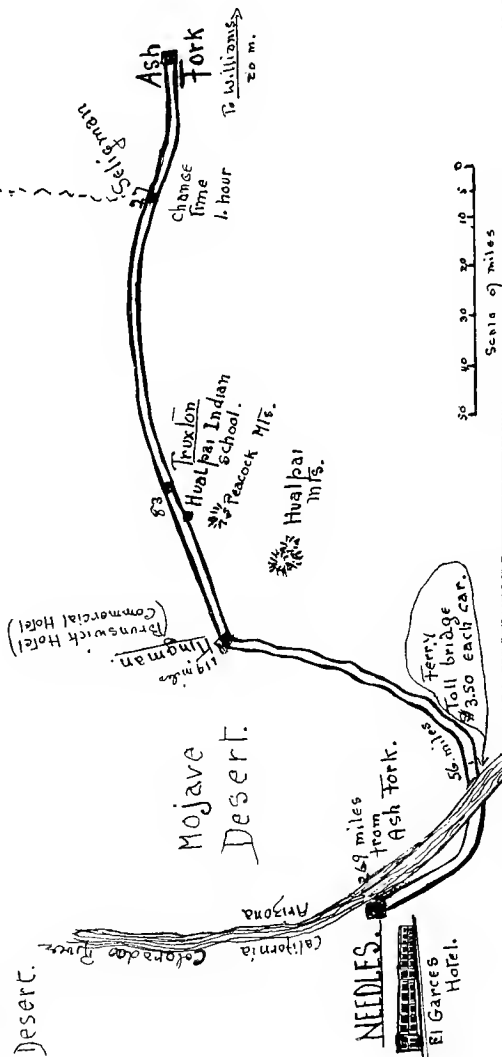 Desert.
Colorado
River
California
Arizona
Mojave
Desert.
(Brunswick Hotel
Commercial Hotel)
Kingman.
119 miles
83
Truxton
Hualpai Indian
School.
Peacock Mts.
Hualpai
Mts.
Seligman
27
Change
Time
1. hour
Ash
Fork
To Williams
20 m.
NEEDLES.
El Garces
Hotel.
269 miles
from
Ash Fork.
56 miles
Ferry
Toll bridge
$3.50 each car.
50 40 30 20 10 5 0
Scale of miles